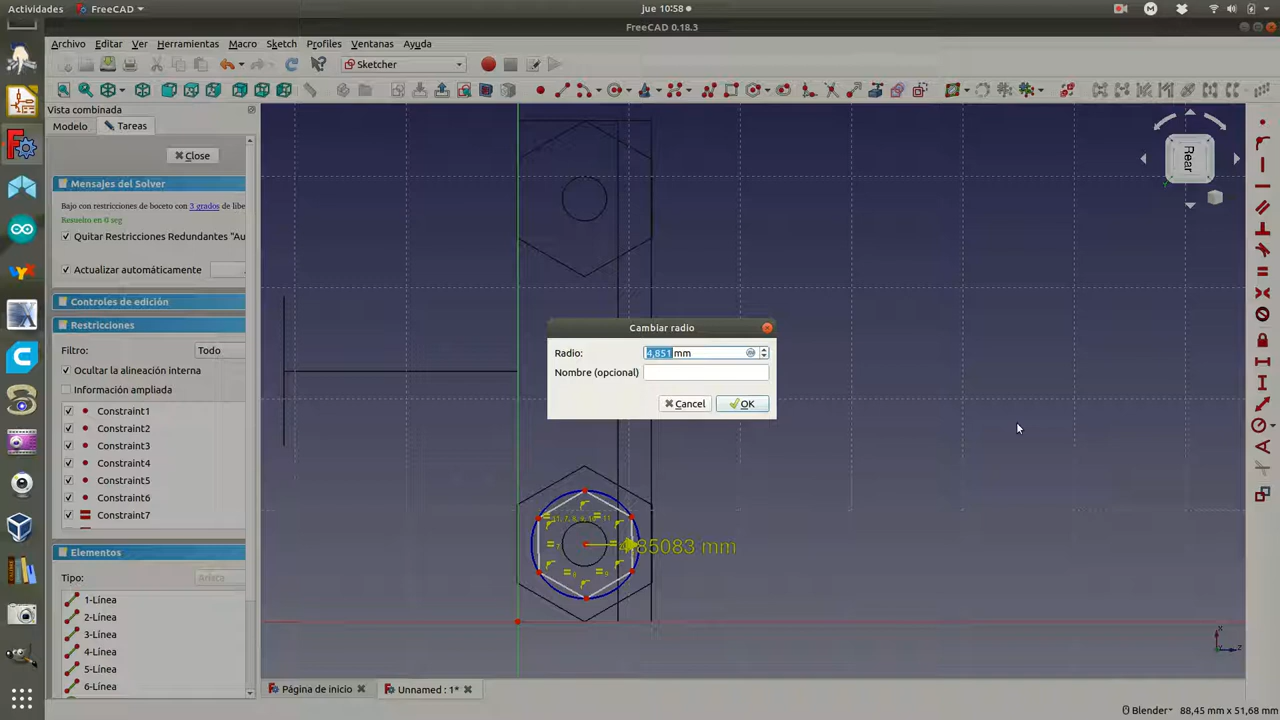 Actividades
FreeCAD
jue 10:58
FreeCAD 0.18.3
Archivo Editar Ver Herramientas Macro Sketch Profiles Ventanas Ayuda
Sketcher
Vista combinada
Modelo
Tareas
Close
Mensajes del Solver
Bajo con restricciones de boceto con 3 grados de libe
Resuelto en 0 seg
Quitar Restricciones Redundantes "Au
Actualizar automáticamente
Controles de edición
Restricciones
Filtro: Todo
Ocultar la alineación interna
Información ampliada
Constraint1
Constraint2
Constraint3
Constraint4
Constraint5
Constraint6
Constraint7
Elementos
Tipo: Arista
1-Línea
2-Línea
3-Línea
4-Línea
5-Línea
6-Línea
Rear
Cambiar radio
Radio: 4,851 mm
Nombre (opcional)
Cancel
OK
85083 mm
Página de inicio
Unnamed : 1*
Blender
88,45 mm x 51,68 mm